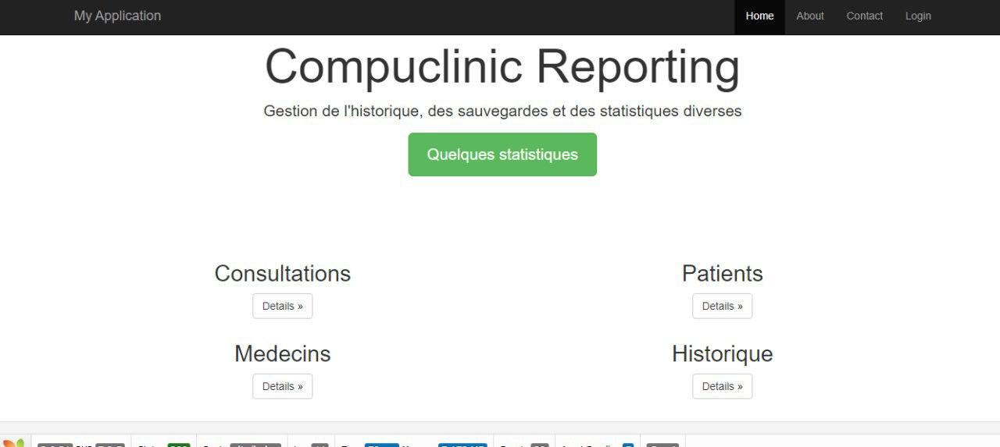 My Application
Home About Contact Login
Compuclinic Reporting
Gestion de l'historique, des sauvegardes et des statistiques diverses
Quelques statistiques
Consultations
Details »
Patients
Details »
Medecins
Details »
Historique
Details »